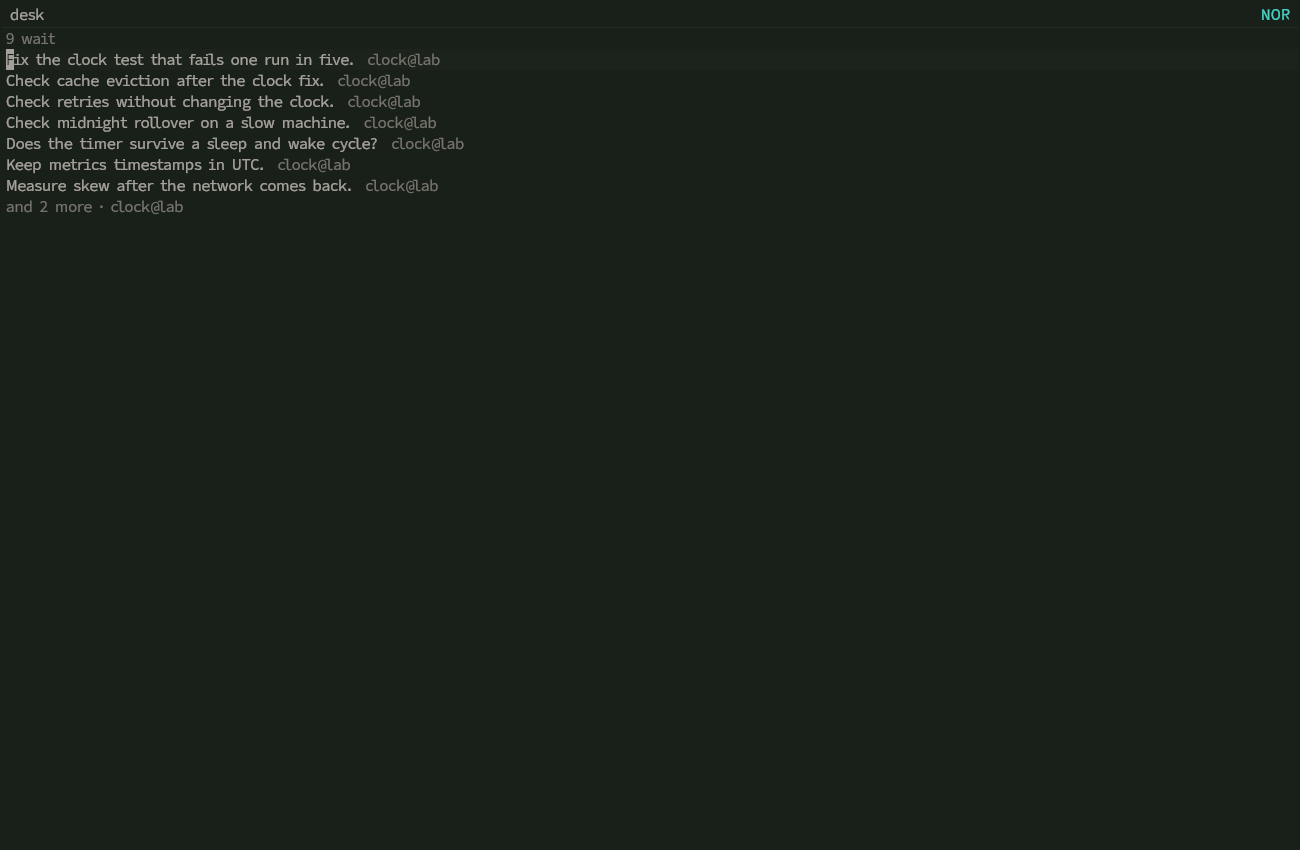 desk NOR
9 wait
Fix the clock test that fails one run in five. clock@lab
Check cache eviction after the clock fix. clock@lab
Check retries without changing the clock. clock@lab
Check midnight rollover on a slow machine. clock@lab
Does the timer survive a sleep and wake cycle? clock@lab
Keep metrics timestamps in UTC. clock@lab
Measure skew after the network comes back. clock@lab
and 2 more · clock@lab